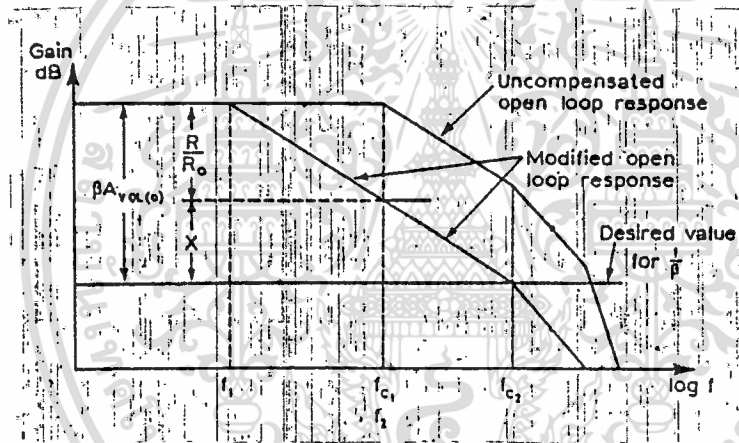 Gain
dB
Uncompensated
open loop response
Modified open
loop response
R
R₀
βA_VOL(o)
X
Desired value
for 1/β
f₁
f_C₁
f₂
f_C₂
log f